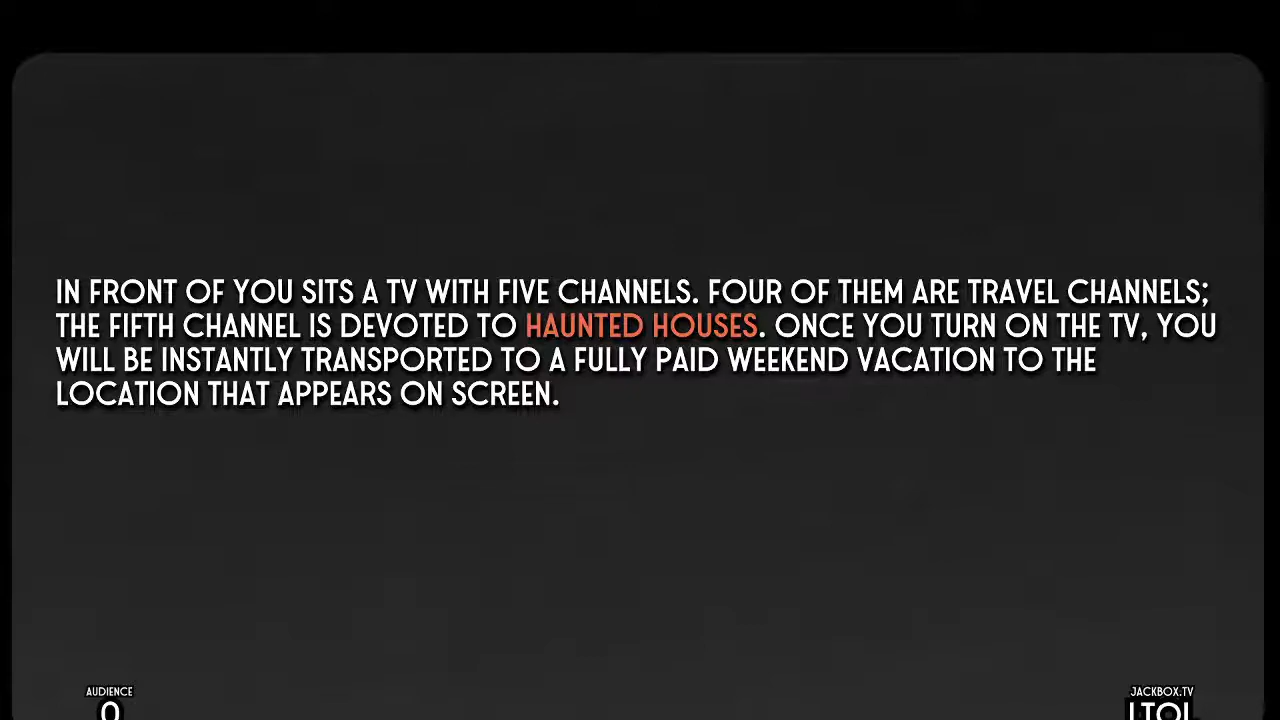 IN FRONT OF YOU SITS A TV WITH FIVE CHANNELS. FOUR OF THEM ARE TRAVEL CHANNELS;
THE FIFTH CHANNEL IS DEVOTED TO HAUNTED HOUSES. ONCE YOU TURN ON THE TV, YOU
WILL BE INSTANTLY TRANSPORTED TO A FULLY PAID WEEKEND VACATION TO THE
LOCATION THAT APPEARS ON SCREEN.
AUDIENCE
0
JACKBOX.TV